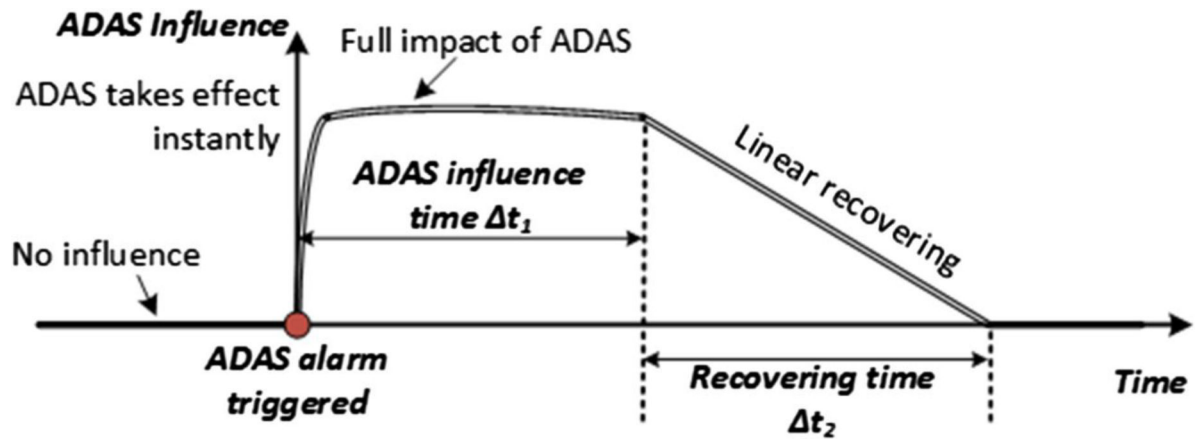 ADAS Influence
Full impact of ADAS
ADAS takes effect
instantly
Linear recovering
ADAS influence
time Δt₁
No influence
ADAS alarm
triggered
Recovering time
Δt₂
Time